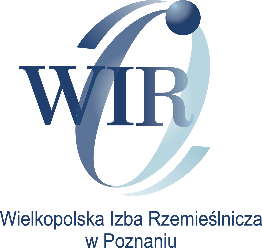 WIR
Wielkopolska Izba Rzemieślnicza
w Poznaniu